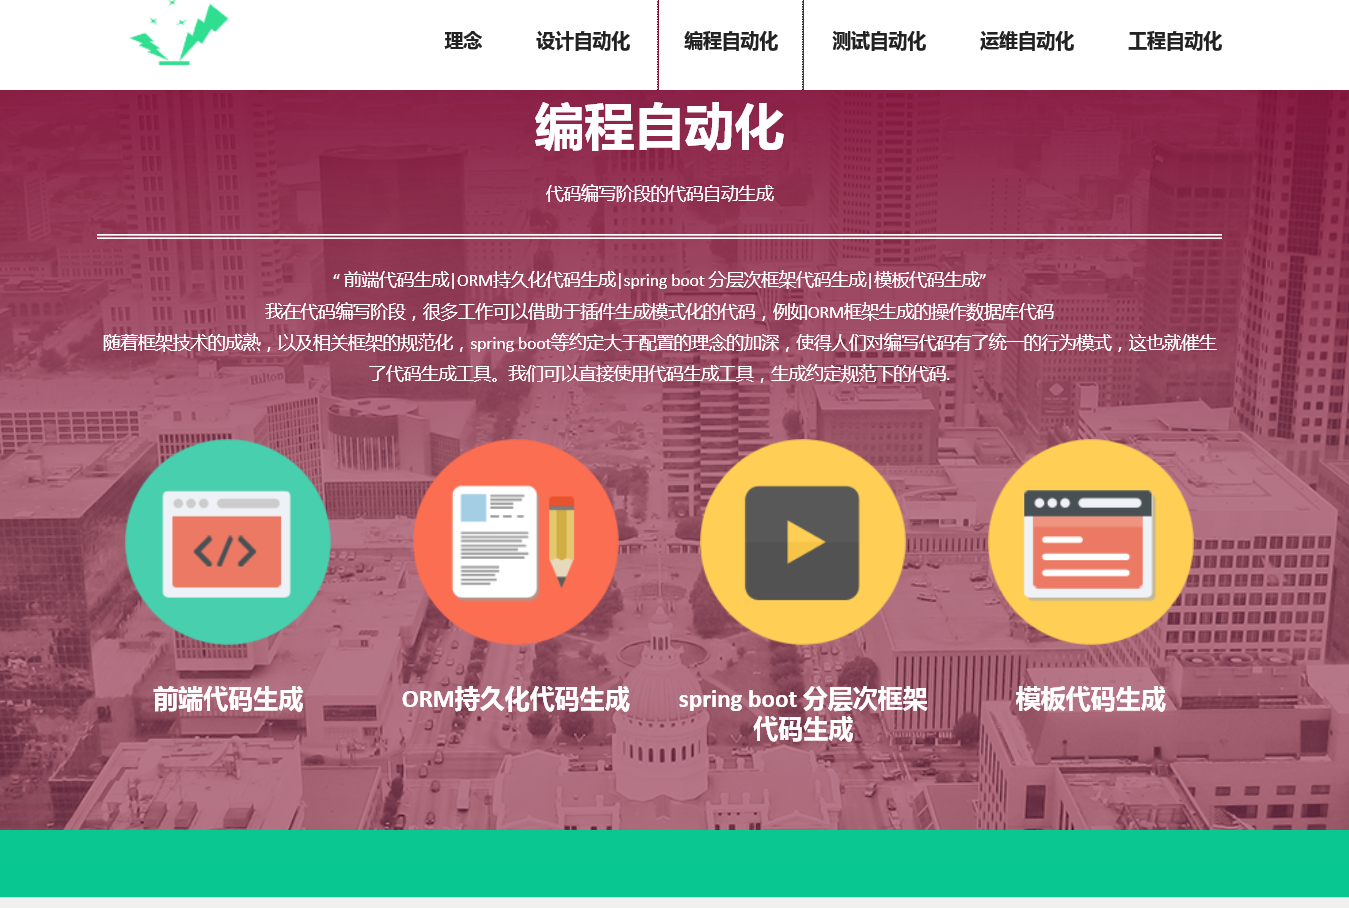 理念 设计自动化 编程自动化 测试自动化 运维自动化 工程自动化
编程自动化
代码编写阶段的代码自动生成
“ 前端代码生成|ORM持久化代码生成|spring boot 分层次框架代码生成|模板代码生成”
我在代码编写阶段，很多工作可以借助于插件生成模式化的代码，例如ORM框架生成的操作数据库代码
随着框架技术的成熟，以及相关框架的规范化，spring boot等约定大于配置的理念的加深，使得人们对编写代码有了统一的行为模式，这也就催生
了代码生成工具。我们可以直接使用代码生成工具，生成约定规范下的代码.
Hilton
前端代码生成
ORM持久化代码生成
spring boot 分层次框架
代码生成
模板代码生成